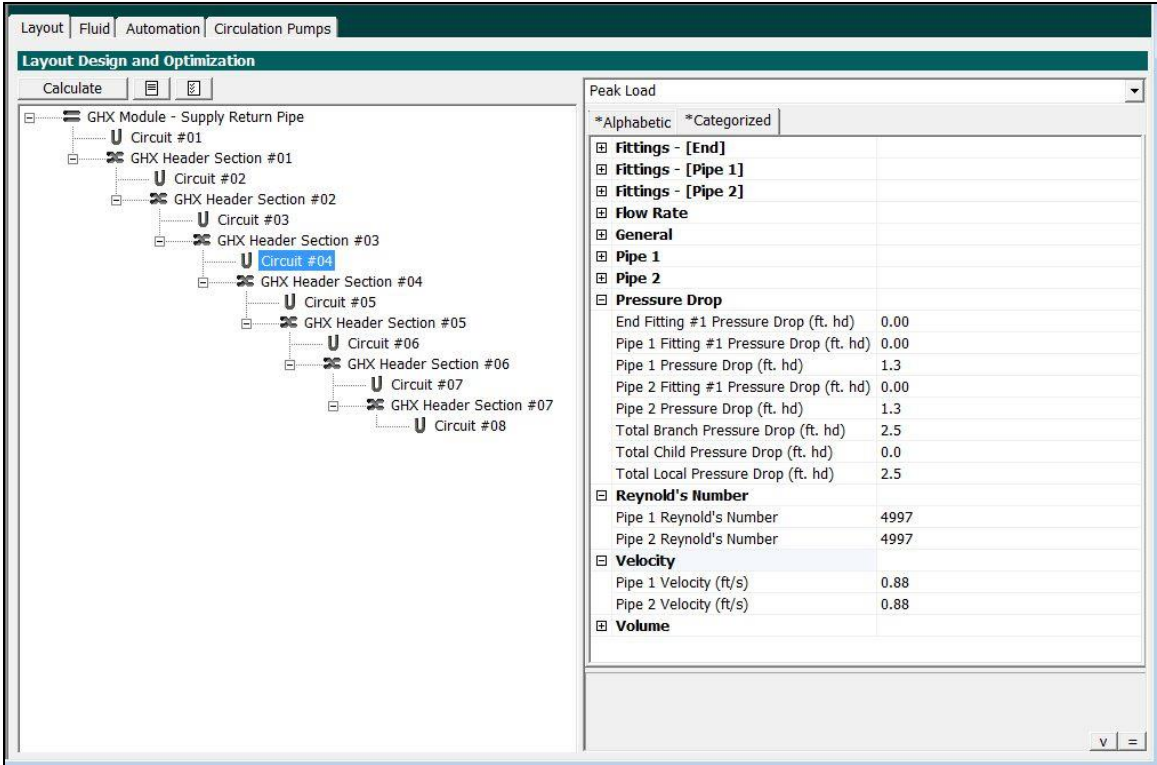 Layout Fluid Automation Circulation Pumps
Layout Design and Optimization
Calculate
GHX Module - Supply Return Pipe
Circuit #01
GHX Header Section #01
Circuit #02
GHX Header Section #02
Circuit #03
GHX Header Section #03
Circuit #04
GHX Header Section #04
Circuit #05
GHX Header Section #05
Circuit #06
GHX Header Section #06
Circuit #07
GHX Header Section #07
Circuit #08
Peak Load
*Alphabetic *Categorized
Fittings - [End]
Fittings - [Pipe 1]
Fittings - [Pipe 2]
Flow Rate
General
Pipe 1
Pipe 2
Pressure Drop
End Fitting #1 Pressure Drop (ft. hd) 0.00
Pipe 1 Fitting #1 Pressure Drop (ft. hd) 0.00
Pipe 1 Pressure Drop (ft. hd) 1.3
Pipe 2 Fitting #1 Pressure Drop (ft. hd) 0.00
Pipe 2 Pressure Drop (ft. hd) 1.3
Total Branch Pressure Drop (ft. hd) 2.5
Total Child Pressure Drop (ft. hd) 0.0
Total Local Pressure Drop (ft. hd) 2.5
Reynold's Number
Pipe 1 Reynold's Number 4997
Pipe 2 Reynold's Number 4997
Velocity
Pipe 1 Velocity (ft/s) 0.88
Pipe 2 Velocity (ft/s) 0.88
Volume
v =